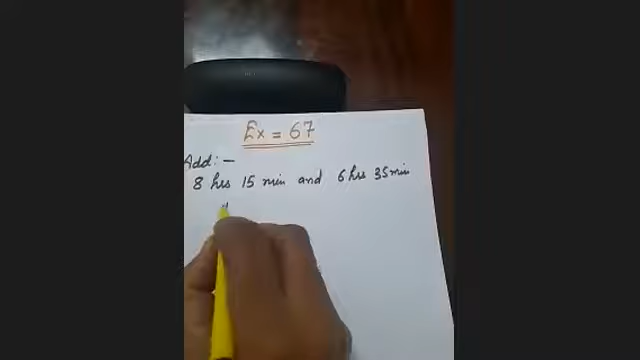 Ex = 67
Add:-
8 hrs 15 min and 6 hrs 35 min